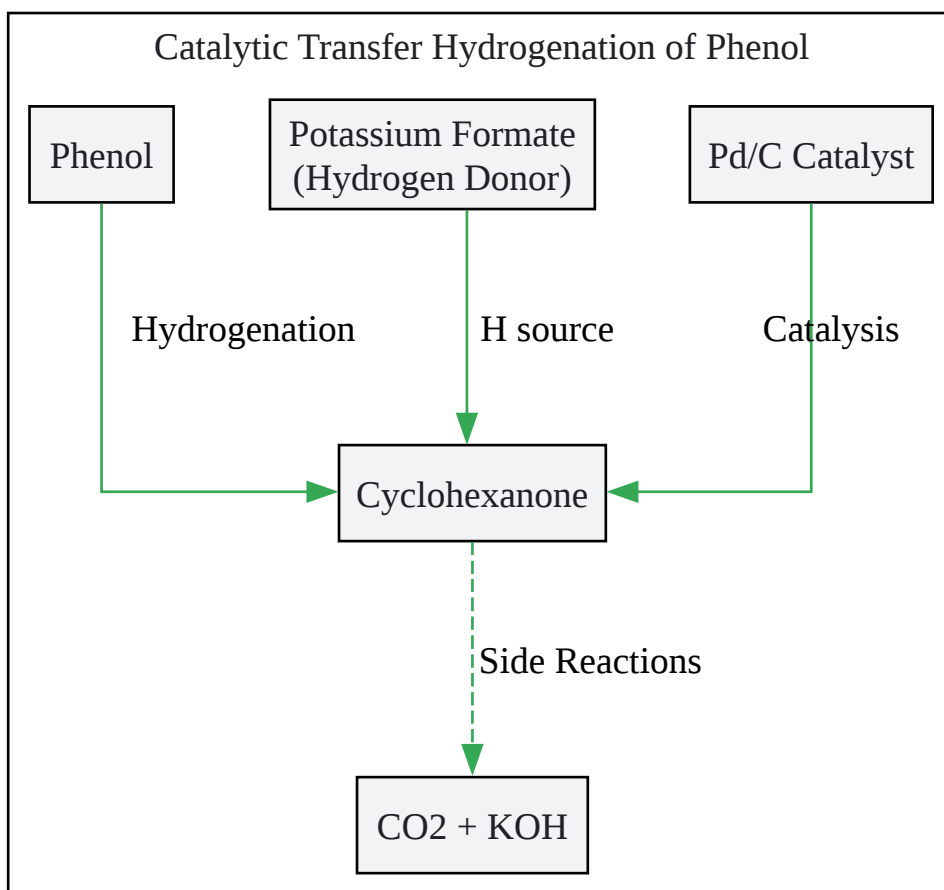 Catalytic Transfer Hydrogenation of Phenol
Phenol
Potassium Formate
(Hydrogen Donor)
Pd/C Catalyst
Hydrogenation
H source
Catalysis
Cyclohexanone
Side Reactions
CO2 + KOH